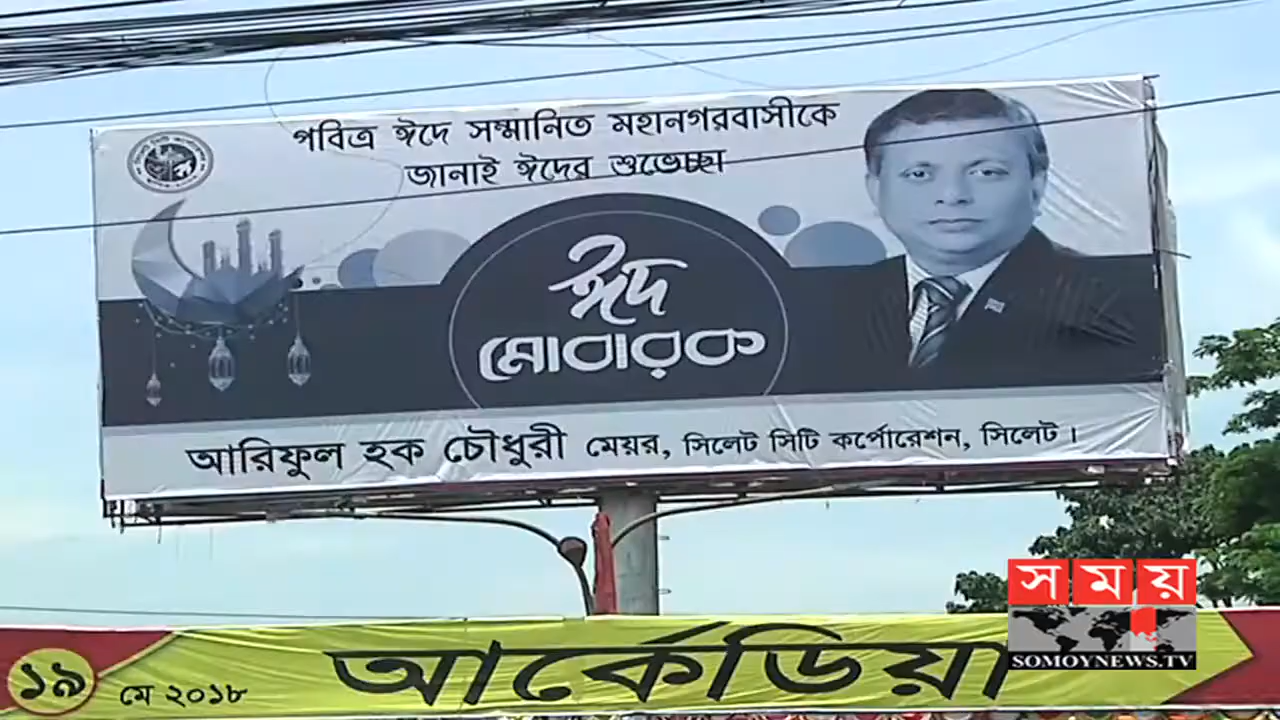 পবিত্র ঈদে সম্মানিত মহানগরবাসীকে
জানাই ঈদের শুভেচ্ছা
ঈদ
মোবারক
আরিফুল হক চৌধুরী মেয়র, সিলেট সিটি কর্পোরেশন, সিলেট।
সময়
SOMOYNEWS.TV
১৯ মে ২০১৮ আর্কেডিয়া